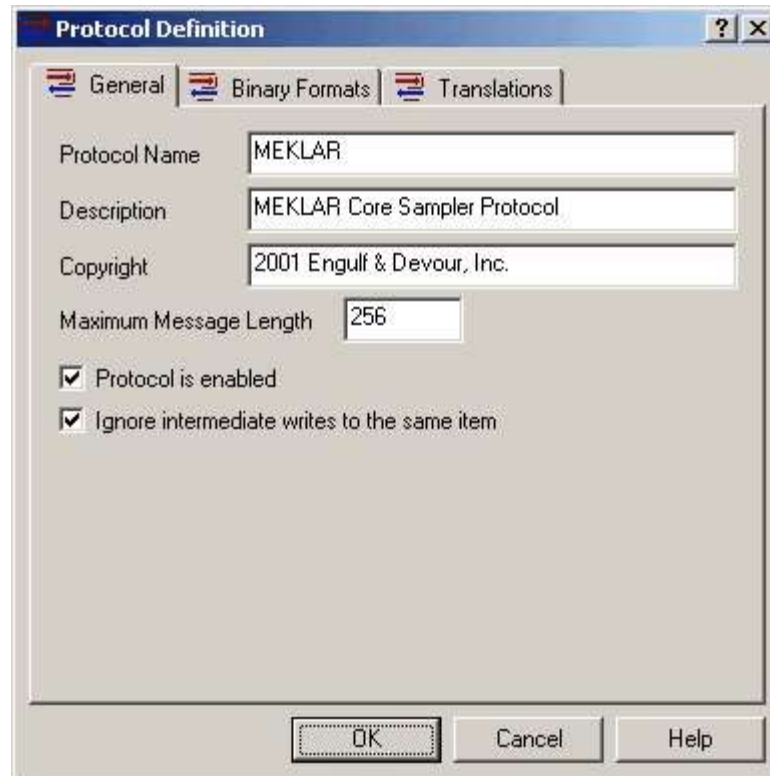 Protocol Definition
General Binary Formats Translations
Protocol Name MEKLAR
Description MEKLAR Core Sampler Protocol
Copyright 2001 Engulf & Devour, Inc.
Maximum Message Length 256
Protocol is enabled
Ignore intermediate writes to the same item
OK Cancel Help